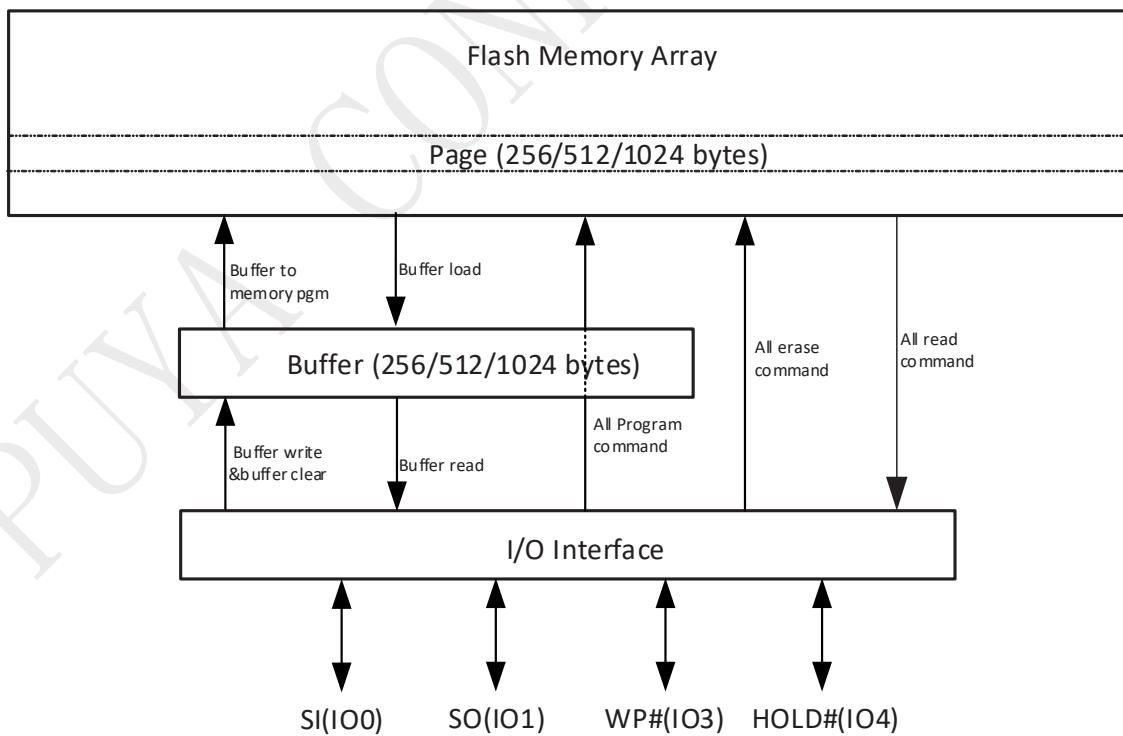 Flash Memory Array
Page (256/512/1024 bytes)
Buffer to
memory pgm
Buffer load
All erase
command
All read
command
Buffer (256/512/1024 bytes)
Buffer write
&buffer clear
Buffer read
All Program
command
I/O Interface
SI(IO0)
SO(IO1)
WP#(IO3)
HOLD#(IO4)
PUYA